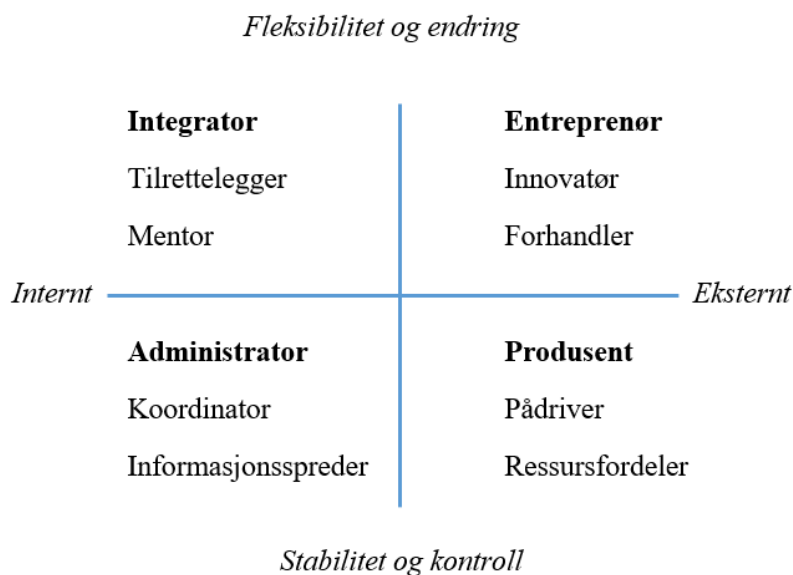 Fleksibilitet og endring
Integrator
Tilrettelegger
Mentor
Entreprenør
Innovatør
Forhandler
Internt
Eksternt
Administrator
Koordinator
Informasjonsspreder
Produsent
Pådriver
Ressursfordeler
Stabilitet og kontroll